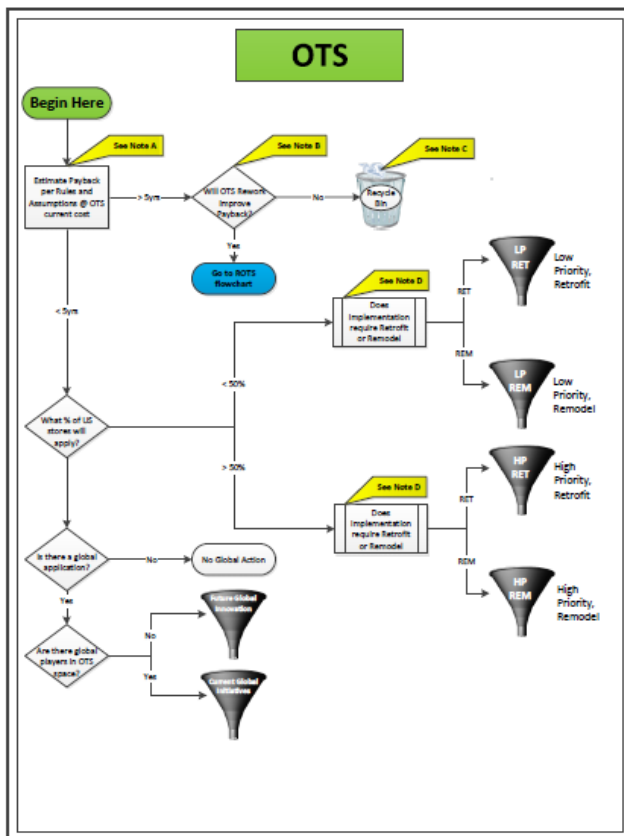 OTS
Begin Here
See Note A
See Note B
See Note C
Estimate Payback
per Rules and
Assumptions @ OTS
current cost
> 5yrs
Will OTS Rework
Improve
Payback?
No
Recycle
Bin
Yes
Go to ROTS
flowchart
< 5yrs
See Note D
Does
Implementation
require Retrofit
or Remodel
RET
LP
RET
Low
Priority,
Retrofit
REM
LP
REM
Low
Priority,
Remodel
< 50%
What % of US
stores will
apply?
> 50%
See Note D
Does
Implementation
require Retrofit
or Remodel
RET
HP
RET
High
Priority,
Retrofit
REM
HP
REM
High
Priority,
Remodel
Is there a global
application?
No
No Global Action
Yes
Are there global
players in OTS
space?
No
Future Global
Innovation
Yes
Current Global
Initiatives